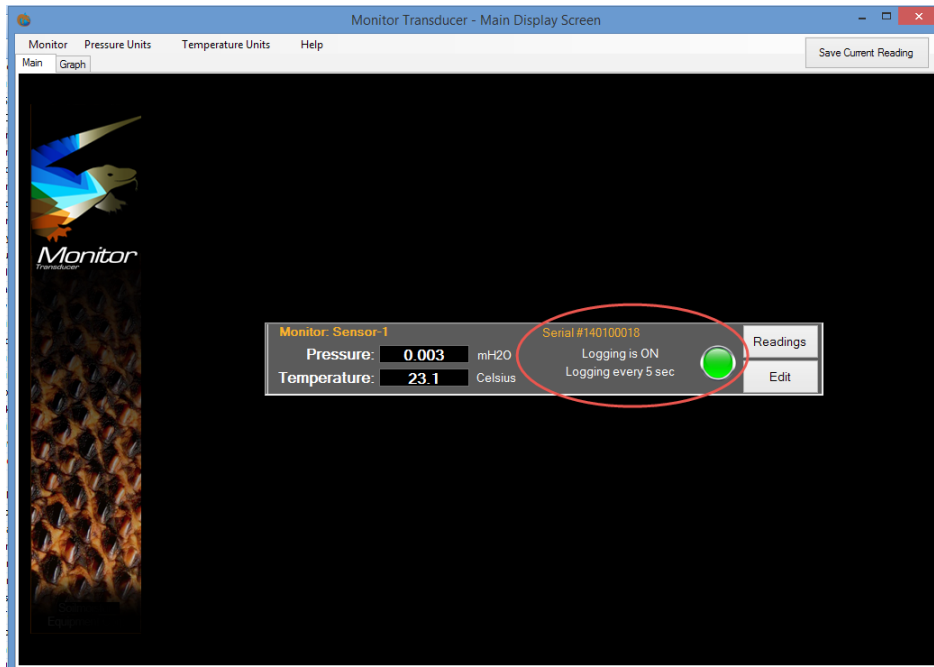 Monitor Transducer - Main Display Screen
Monitor Pressure Units Temperature Units Help
Save Current Reading
Main Graph
Monitor
Transducer
Monitor: Sensor-1 Serial #140100018
Pressure: 0.003 mH2O Logging is ON Readings
Temperature: 23.1 Celsius Logging every 5 sec Edit